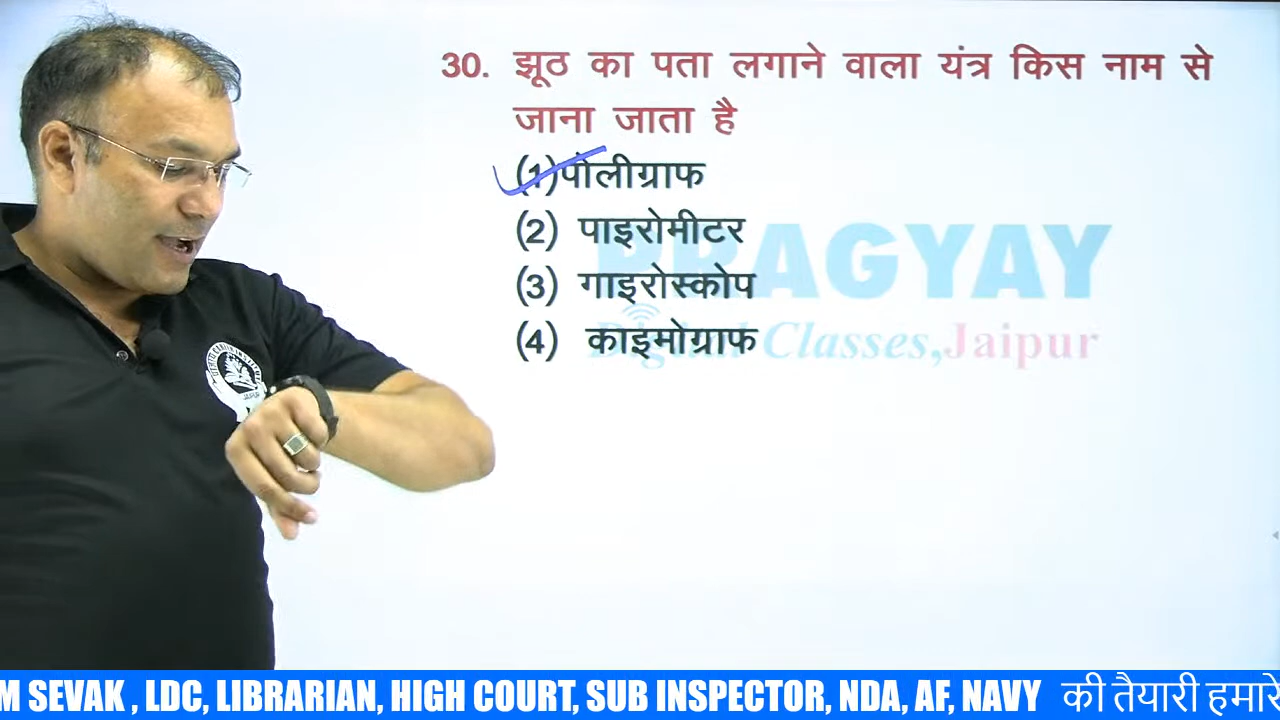 30. झूठ का पता लगाने वाला यंत्र किस नाम से
जाना जाता है
(1)पॉलीग्राफ
(2) पाइरोमीटर
(3) गाइरोस्कोप
(4) काइमोग्राफ
PRAGYAY
Digital Classes,Jaipur
JAIPUR
M SEVAK , LDC, LIBRARIAN, HiGH COURT, SUB INSPECTOR, NDA, AF, NAVY की तैयारी हमारे